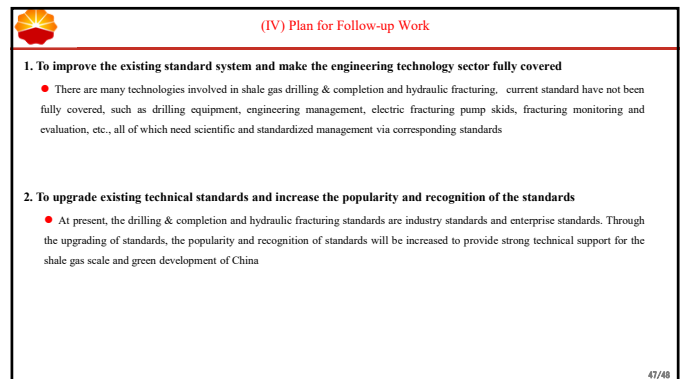 (IV) Plan for Follow-up Work
1. To improve the existing standard system and make the engineering technology sector fully covered
● There are many technologies involved in shale gas drilling & completion and hydraulic fracturing, current standard have not been
fully covered, such as drilling equipment, engineering management, electric fracturing pump skids, fracturing monitoring and
evaluation, etc., all of which need scientific and standardized management via corresponding standards
2. To upgrade existing technical standards and increase the popularity and recognition of the standards
● At present, the drilling & completion and hydraulic fracturing standards are industry standards and enterprise standards. Through
the upgrading of standards, the popularity and recognition of standards will be increased to provide strong technical support for the
shale gas scale and green development of China
47/48